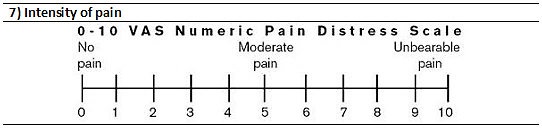 7) Intensity of pain
0-10 VAS Numeric Pain Distress Scale
No Moderate Unbearable
pain pain pain
0 1 2 3 4 5 6 7 8 9 10